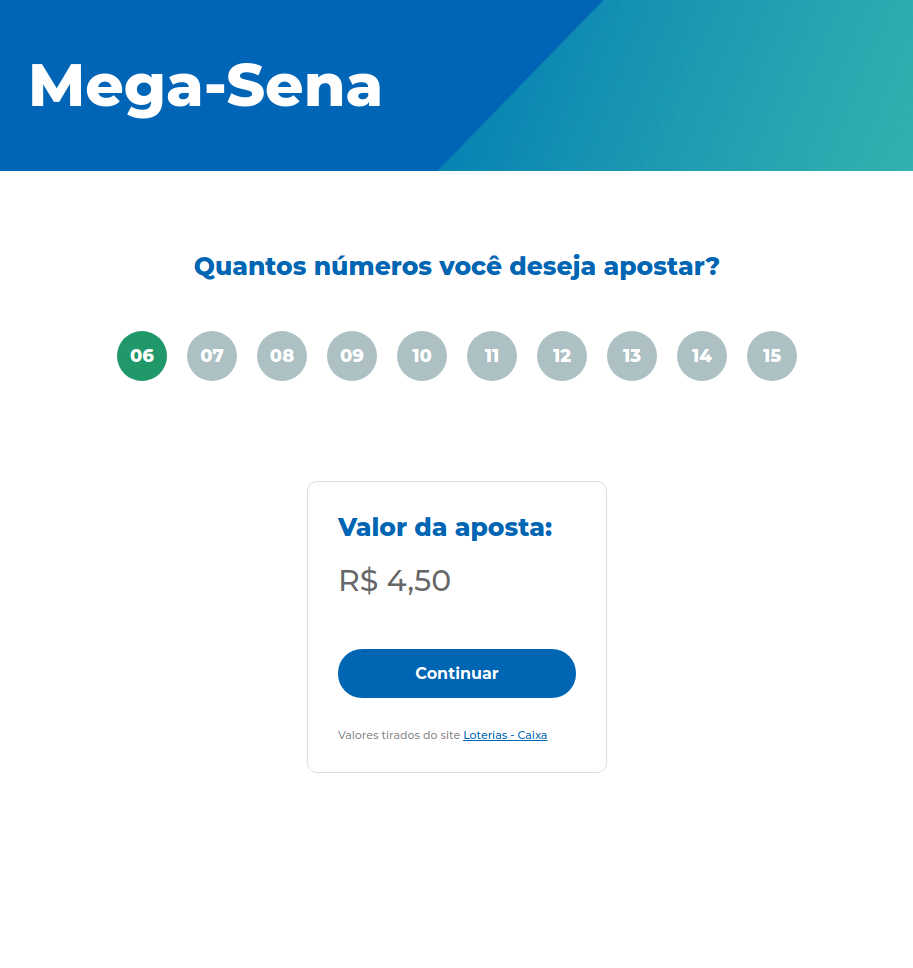 Mega-Sena
Quantos números você deseja apostar?
06 07 08 09 10 11 12 13 14 15
Valor da aposta:
R$ 4,50
Continuar
Valores tirados do site Loterias - Caixa